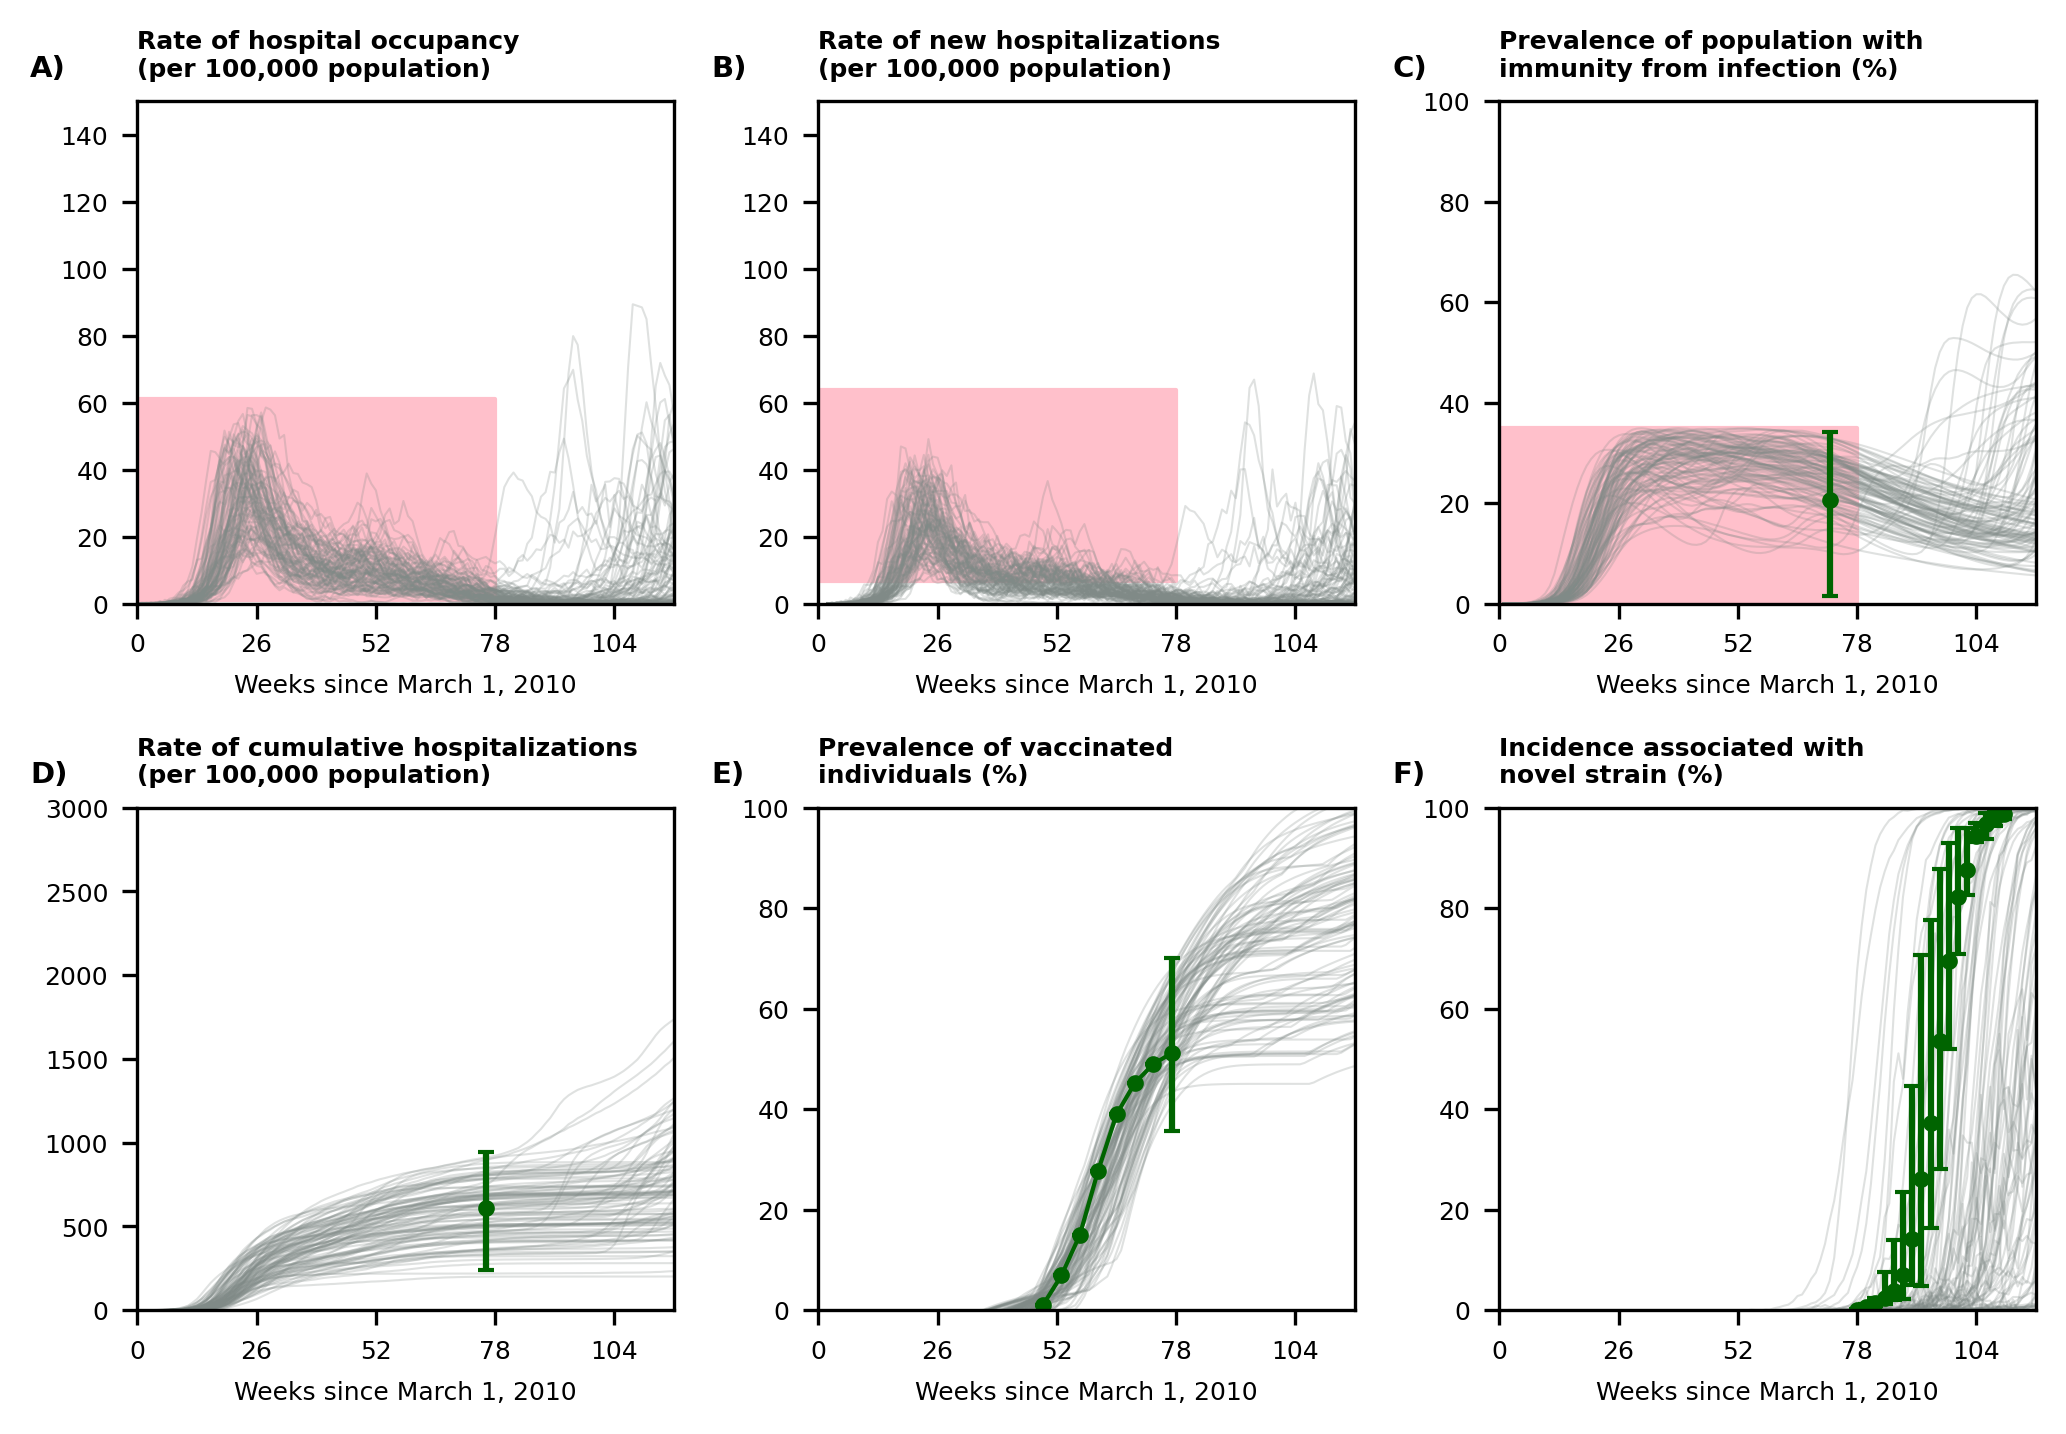 A)
Rate of hospital occupancy
(per 100,000 population)
140
120
100
80
60
40
20
0
0 26 52 78 104
Weeks since March 1, 2010
B)
Rate of new hospitalizations
(per 100,000 population)
140
120
100
80
60
40
20
0
0 26 52 78 104
Weeks since March 1, 2010
C)
Prevalence of population with
immunity from infection (%)
100
80
60
40
20
0
0 26 52 78 104
Weeks since March 1, 2010
D)
Rate of cumulative hospitalizations
(per 100,000 population)
3000
2500
2000
1500
1000
500
0
0 26 52 78 104
Weeks since March 1, 2010
E)
Prevalence of vaccinated
individuals (%)
100
80
60
40
20
0
0 26 52 78 104
Weeks since March 1, 2010
F)
Incidence associated with
novel strain (%)
100
80
60
40
20
0
0 26 52 78 104
Weeks since March 1, 2010